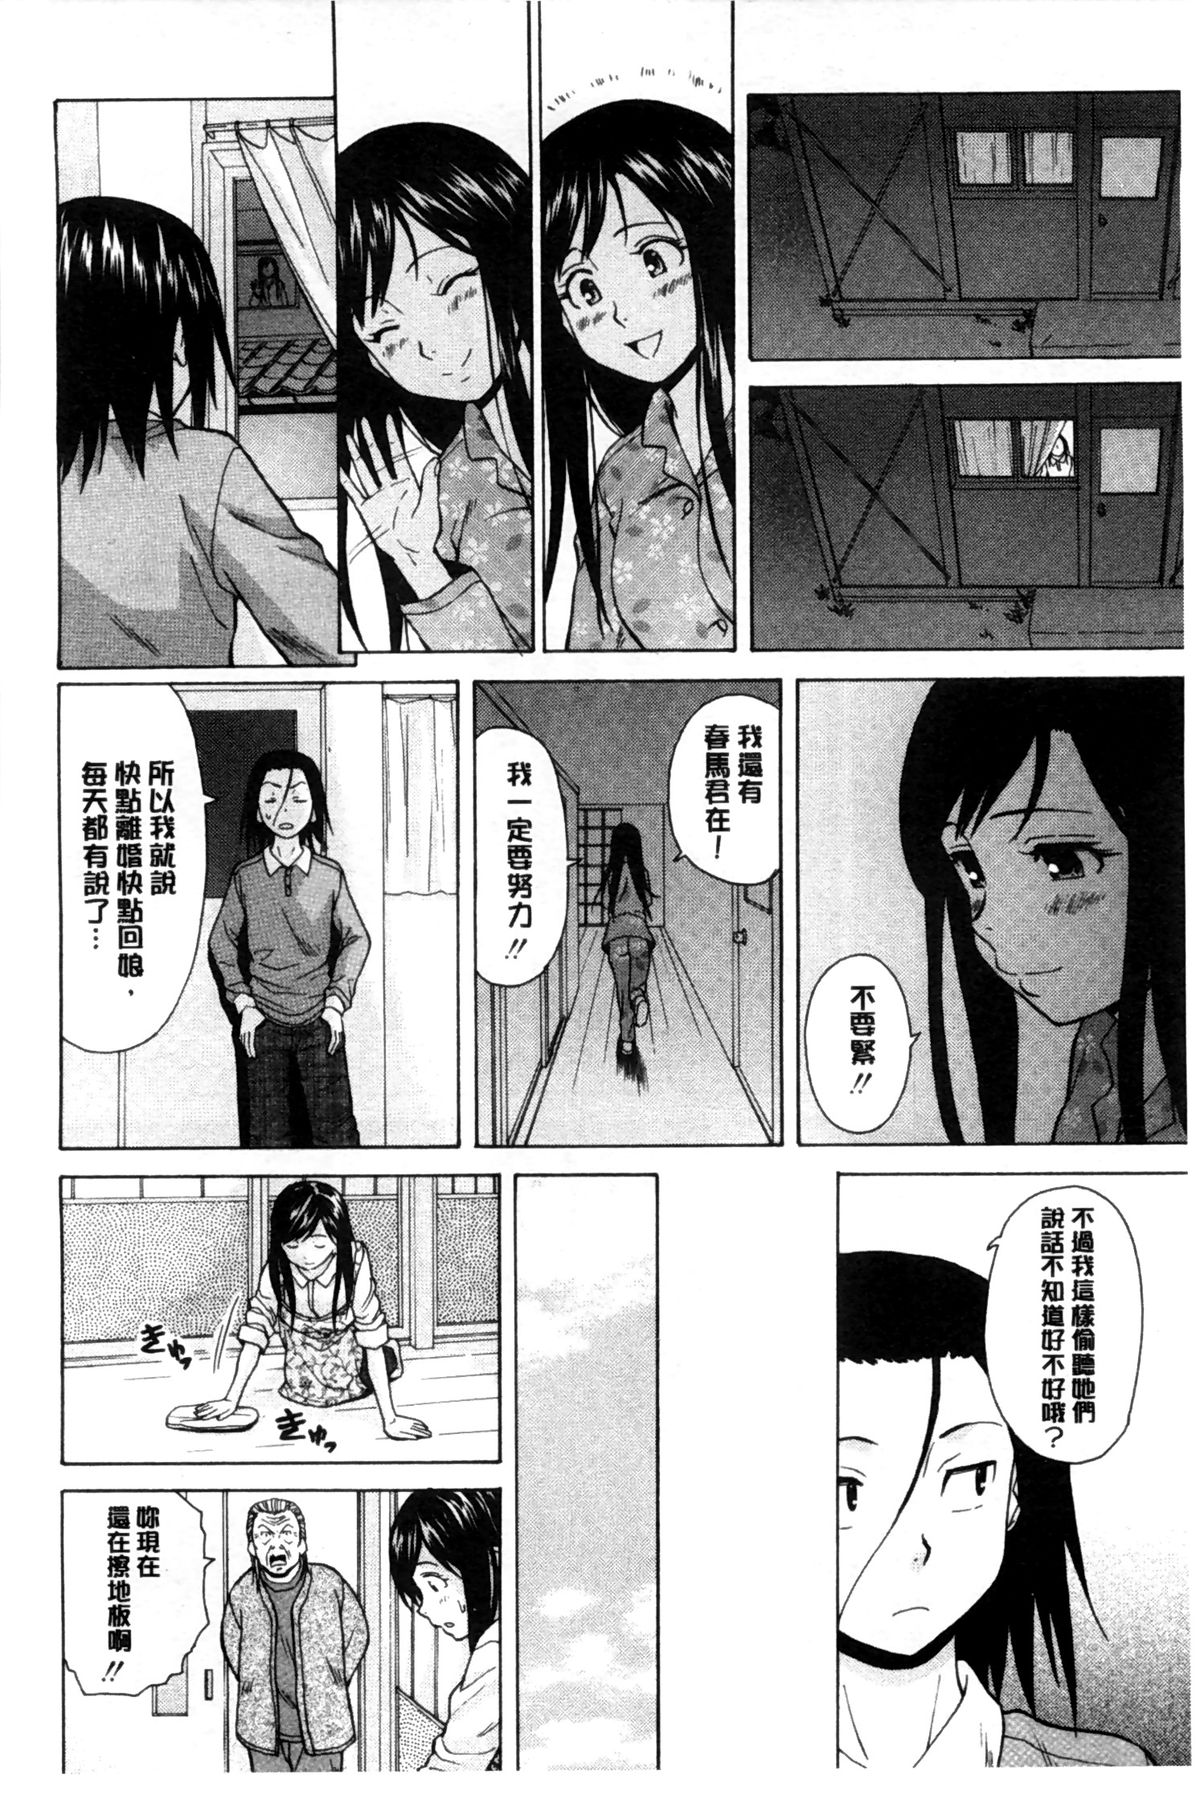 不要緊!!
我還有
春馬君在！
我一定要努力!!
所以我就說
快點離婚快點回娘，
每天都有說了…
不過我這樣偷聽她們
說話不知道好不好哦？
きゅっ
きゅっ
妳現在
還在擦地板啊!!